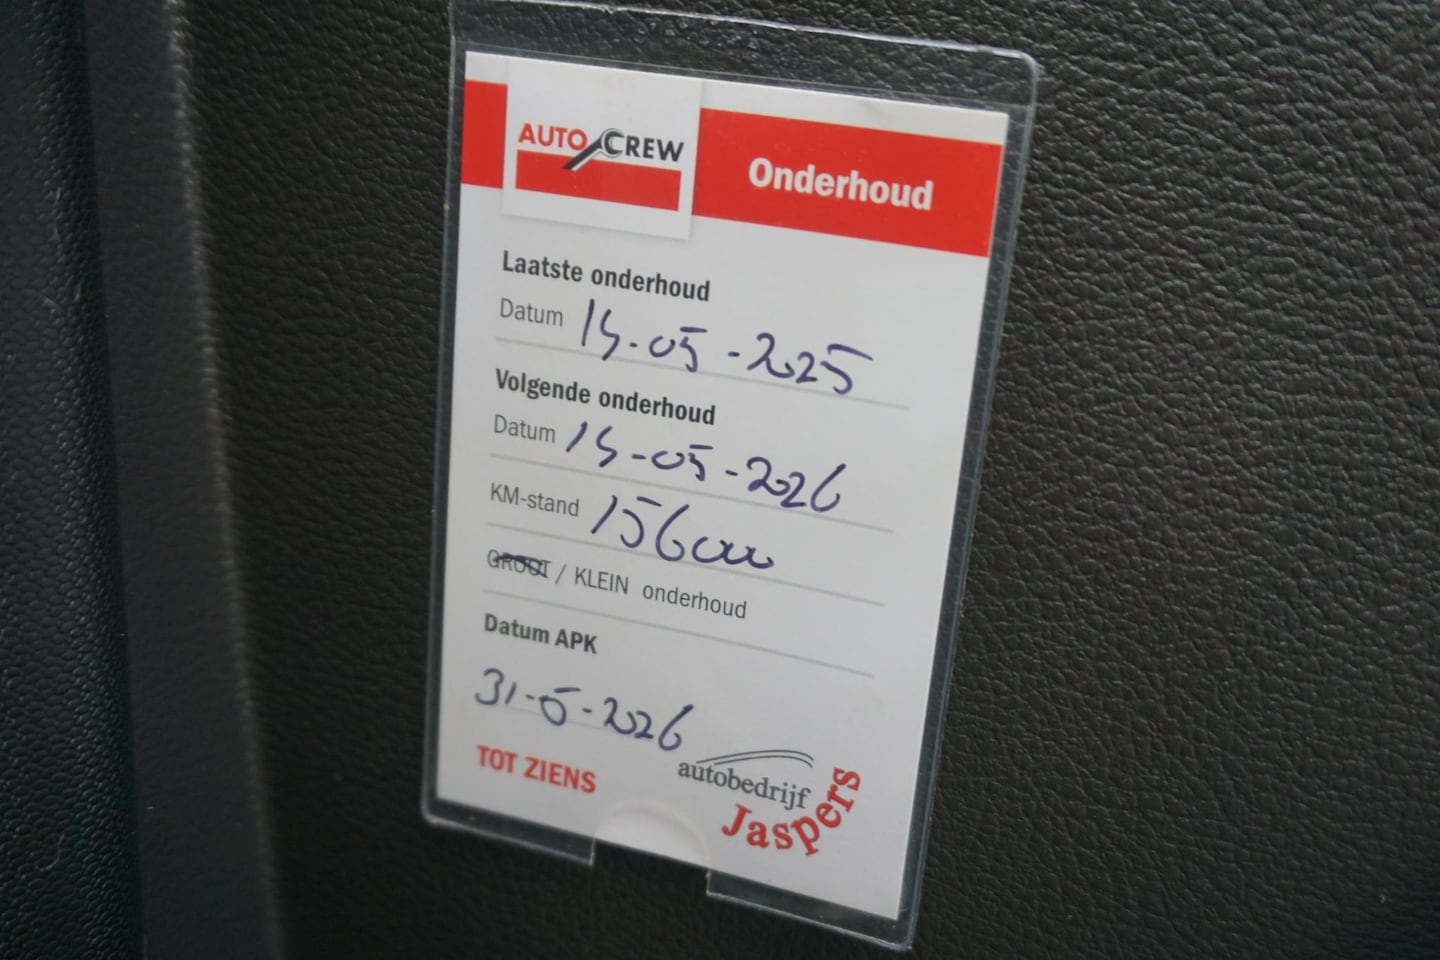 AUTO CREW
Onderhoud
Laatste onderhoud
Datum 15-05-2025
Volgende onderhoud
Datum 15-05-2026
KM-stand 156000
GROOT / KLEIN onderhoud
Datum APK
31-5-2026
TOT ZIENS
autobedrijf
Jaspers